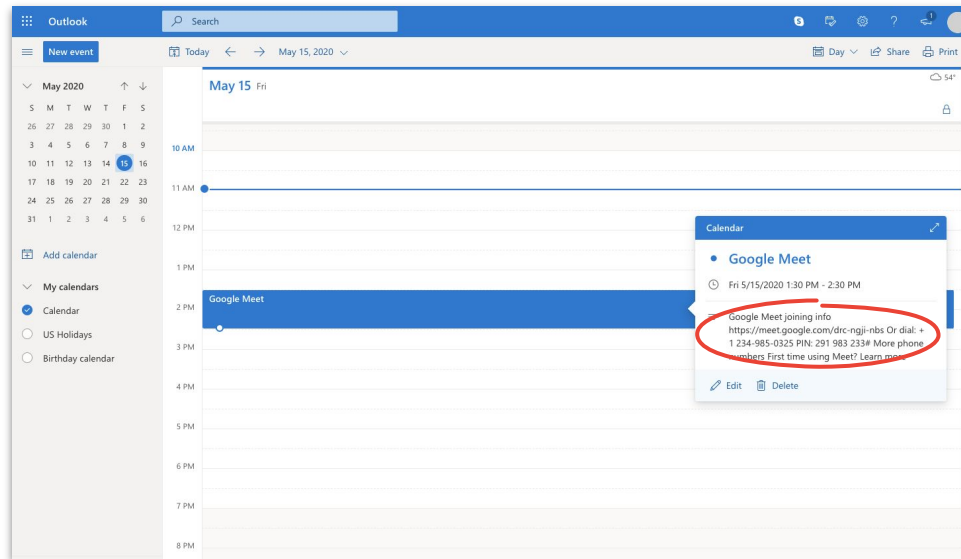 Outlook
Search
1
New event
Today
May 15, 2020
Day
Share
Print
May 2020
S M T W T F S
26 27 28 29 30 1 2
3 4 5 6 7 8 9
10 11 12 13 14 15 16
17 18 19 20 21 22 23
24 25 26 27 28 29 30
31 1 2 3 4 5 6
Add calendar
My calendars
Calendar
US Holidays
Birthday calendar
May 15 Fri
54°
10 AM
11 AM
12 PM
1 PM
2 PM
3 PM
4 PM
5 PM
6 PM
7 PM
8 PM
Google Meet
Calendar
Google Meet
Fri 5/15/2020 1:30 PM - 2:30 PM
Google Meet joining info
https://meet.google.com/drc-ngji-nbs Or dial: +
1 234-985-0325 PIN: 291 983 233# More phone
numbers First time using Meet? Learn more
Edit
Delete